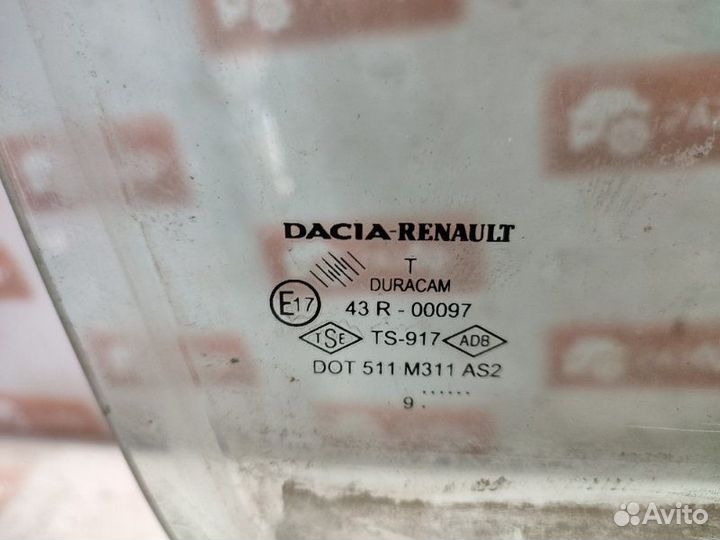 DACIA-RENAULT
T
DURACAM
E17 43 R - 00097
TSE TS-917 ADB
DOT 511 M311 AS2
......
9 .
Avito